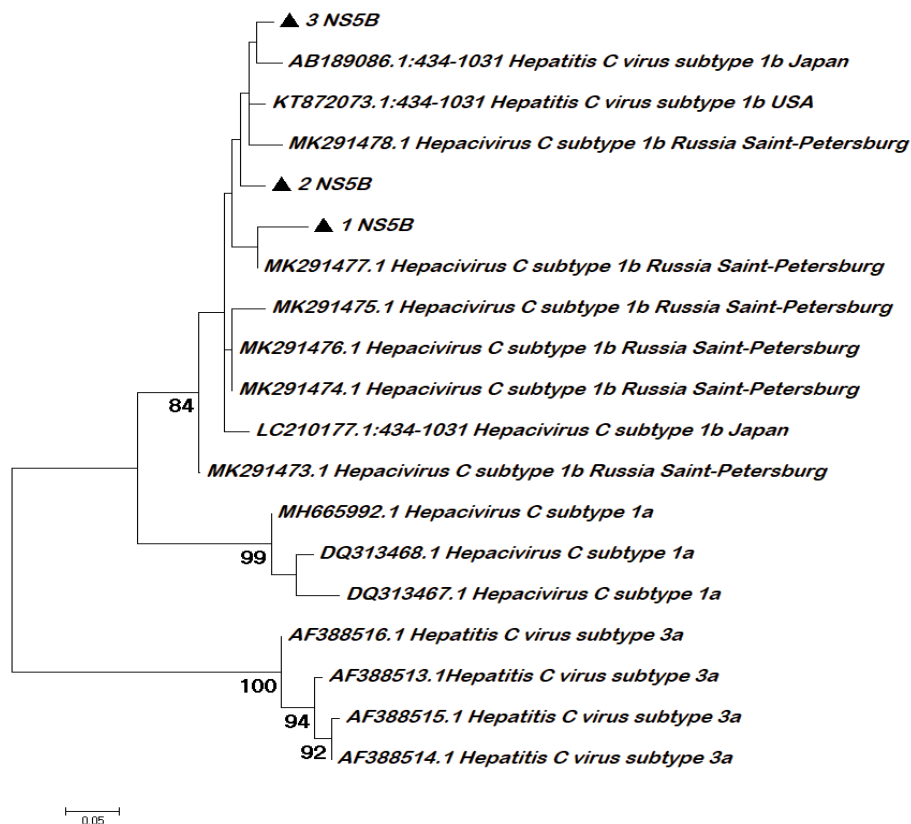 3 NS5B
AB189086.1:434-1031 Hepatitis C virus subtype 1b Japan
KT872073.1:434-1031 Hepatitis C virus subtype 1b USA
MK291478.1 Hepacivirus C subtype 1b Russia Saint-Petersburg
2 NS5B
1 NS5B
MK291477.1 Hepacivirus C subtype 1b Russia Saint-Petersburg
MK291475.1 Hepacivirus C subtype 1b Russia Saint-Petersburg
MK291476.1 Hepacivirus C subtype 1b Russia Saint-Petersburg
MK291474.1 Hepacivirus C subtype 1b Russia Saint-Petersburg
84
LC210177.1:434-1031 Hepacivirus C subtype 1b Japan
MK291473.1 Hepacivirus C subtype 1b Russia Saint-Petersburg
MH665992.1 Hepacivirus C subtype 1a
99
DQ313468.1 Hepacivirus C subtype 1a
DQ313467.1 Hepacivirus C subtype 1a
AF388516.1 Hepatitis C virus subtype 3a
AF388513.1Hepatitis C virus subtype 3a
100
AF388515.1 Hepatitis C virus subtype 3a
94
92
AF388514.1 Hepatitis C virus subtype 3a
0.05